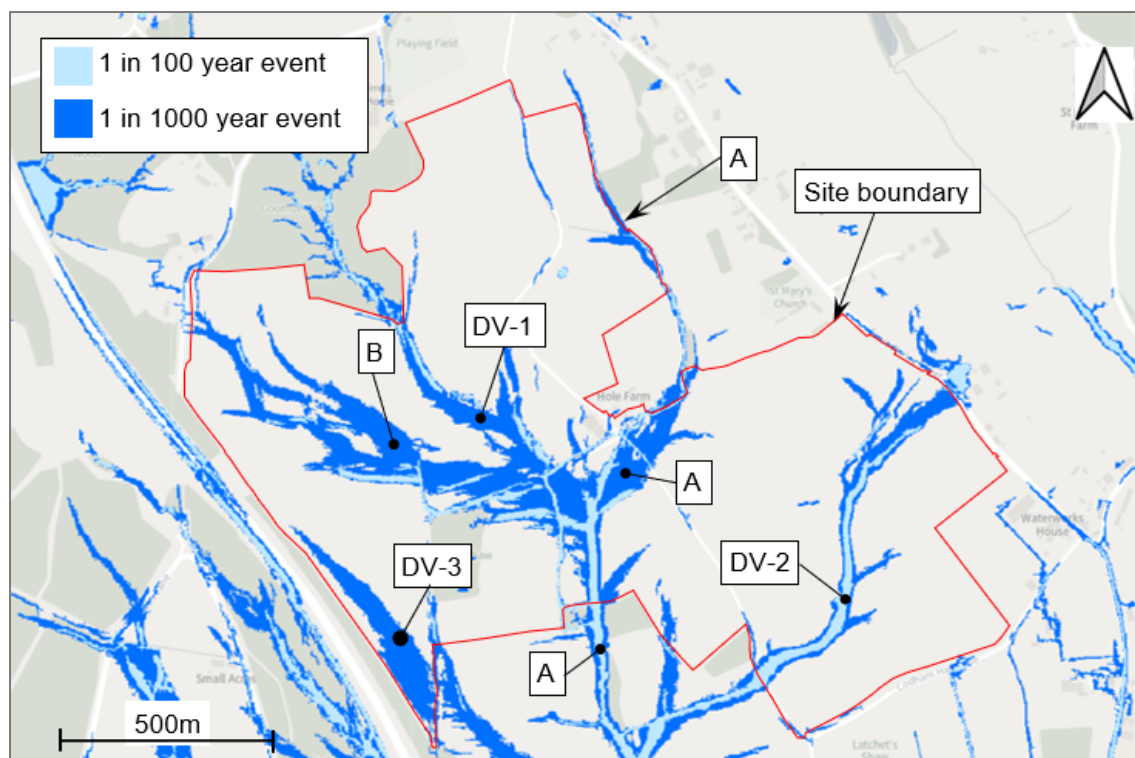 1 in 100 year event
1 in 1000 year event
Playing Field
Farm
A
Site boundary
St Mary's
Church
DV-1
B
Hole Farm
A
Waterworks
House
DV-2
DV-3
A
Small Acres
500m
Latchet's